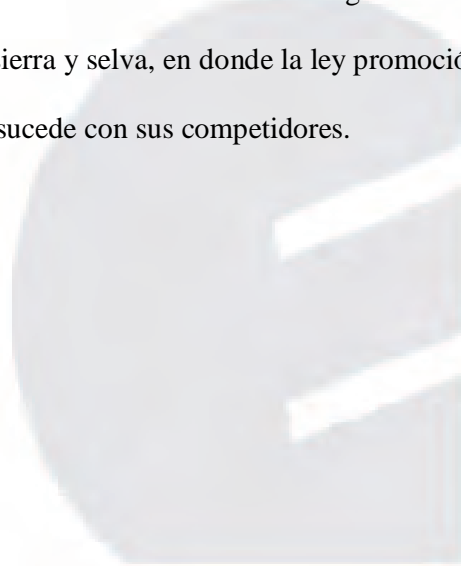 ierra y selva, en donde la ley promoció
sucede con sus competidores.